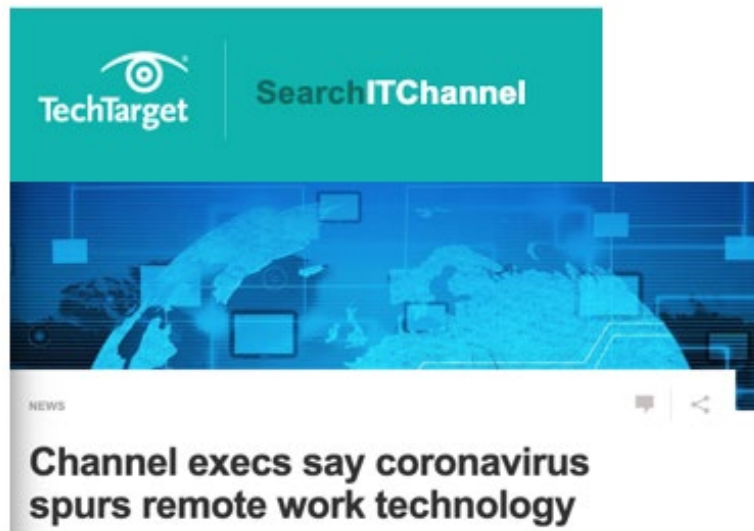 TechTarget
SearchITChannel
NEWS
Channel execs say coronavirus
spurs remote work technology